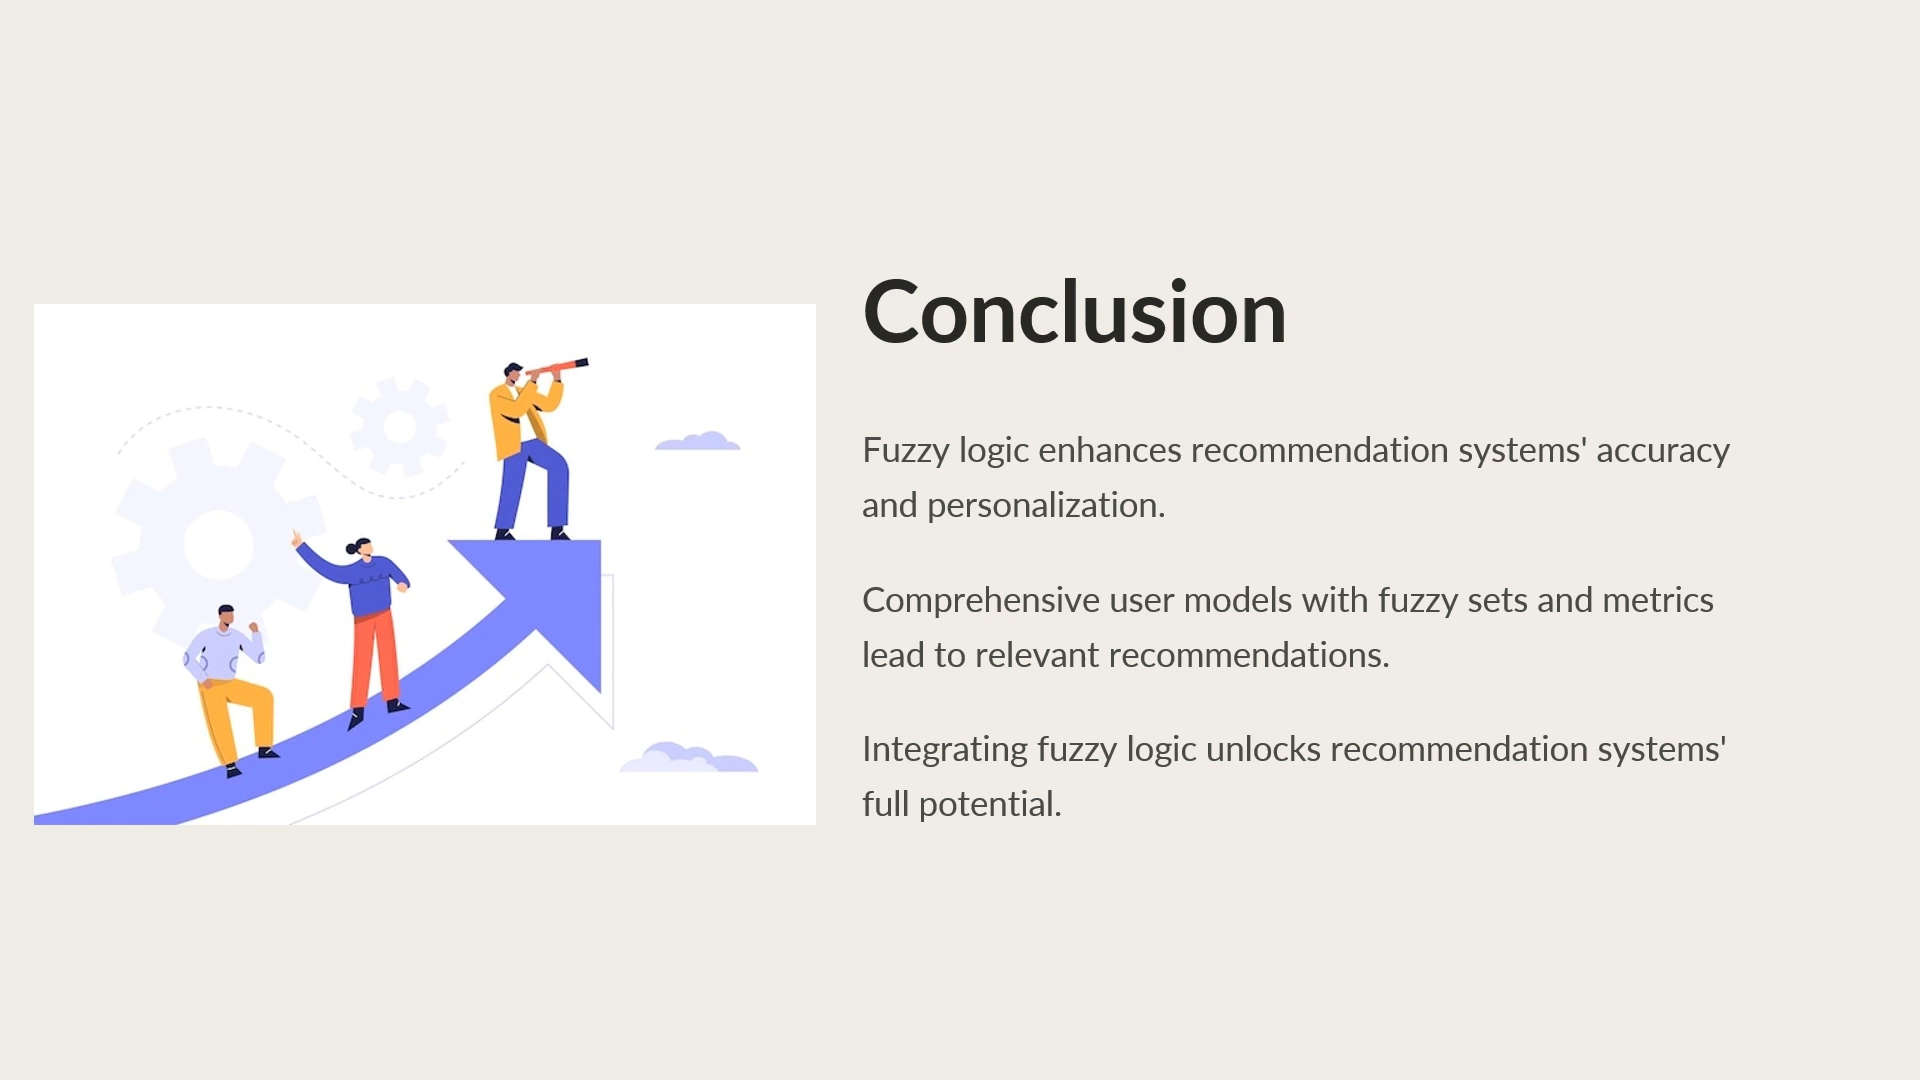 Conclusion
Fuzzy logic enhances recommendation systems' accuracy
and personalization.
Comprehensive user models with fuzzy sets and metrics
lead to relevant recommendations.
Integrating fuzzy logic unlocks recommendation systems'
full potential.